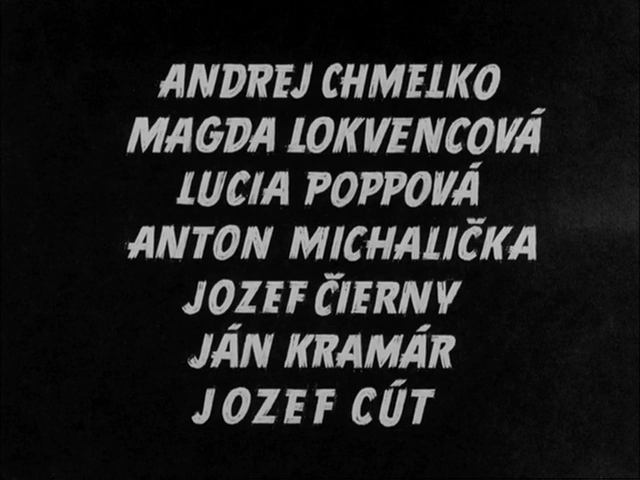 ANDREJ CHMELKO
MAGDA LOKVENCOVÁ
LUCIA POPPOVÁ
ANTON MICHALIČKA
JOZEF ČIERNY
JÁN KRAMÁR
JOZEF CÚT